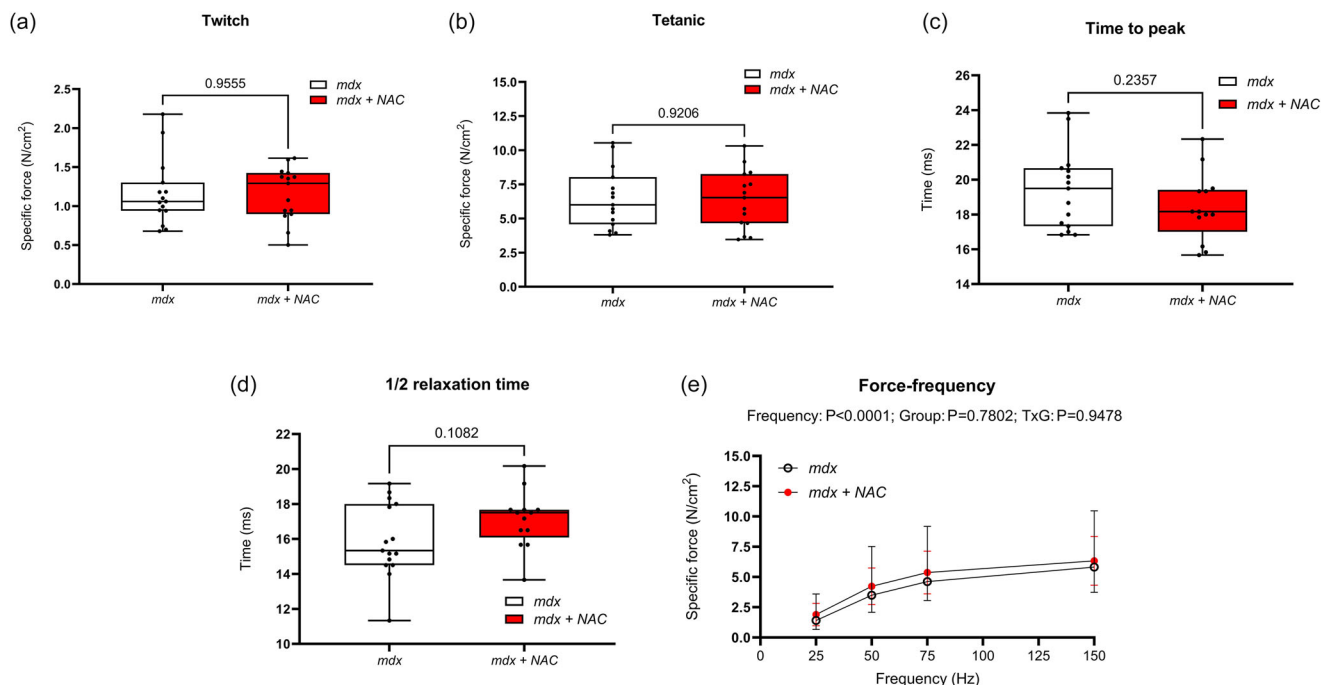 (a)
Twitch
mdx
mdx + NAC
0.9555
Specific force (N/cm²)
2.5
2.0
1.5
1.0
0.5
0.0
mdx
mdx + NAC
(b)
Tetanic
mdx
mdx + NAC
0.9206
Specific force (N/cm²)
15.0
12.5
10.0
7.5
5.0
2.5
0.0
mdx
mdx + NAC
(c)
Time to peak
mdx
mdx + NAC
0.2357
Time (ms)
26
24
22
20
18
16
14
mdx
mdx + NAC
(d)
1/2 relaxation time
0.1082
Time (ms)
22
20
18
16
14
12
10
mdx
mdx + NAC
mdx
mdx + NAC
(e)
Force-frequency
Frequency: P<0.0001; Group: P=0.7802; TxG: P=0.9478
mdx
mdx + NAC
Specific force (N/cm²)
15.0
12.5
10.0
7.5
5.0
2.5
0.0
0 25 50 75 100 125 150
Frequency (Hz)